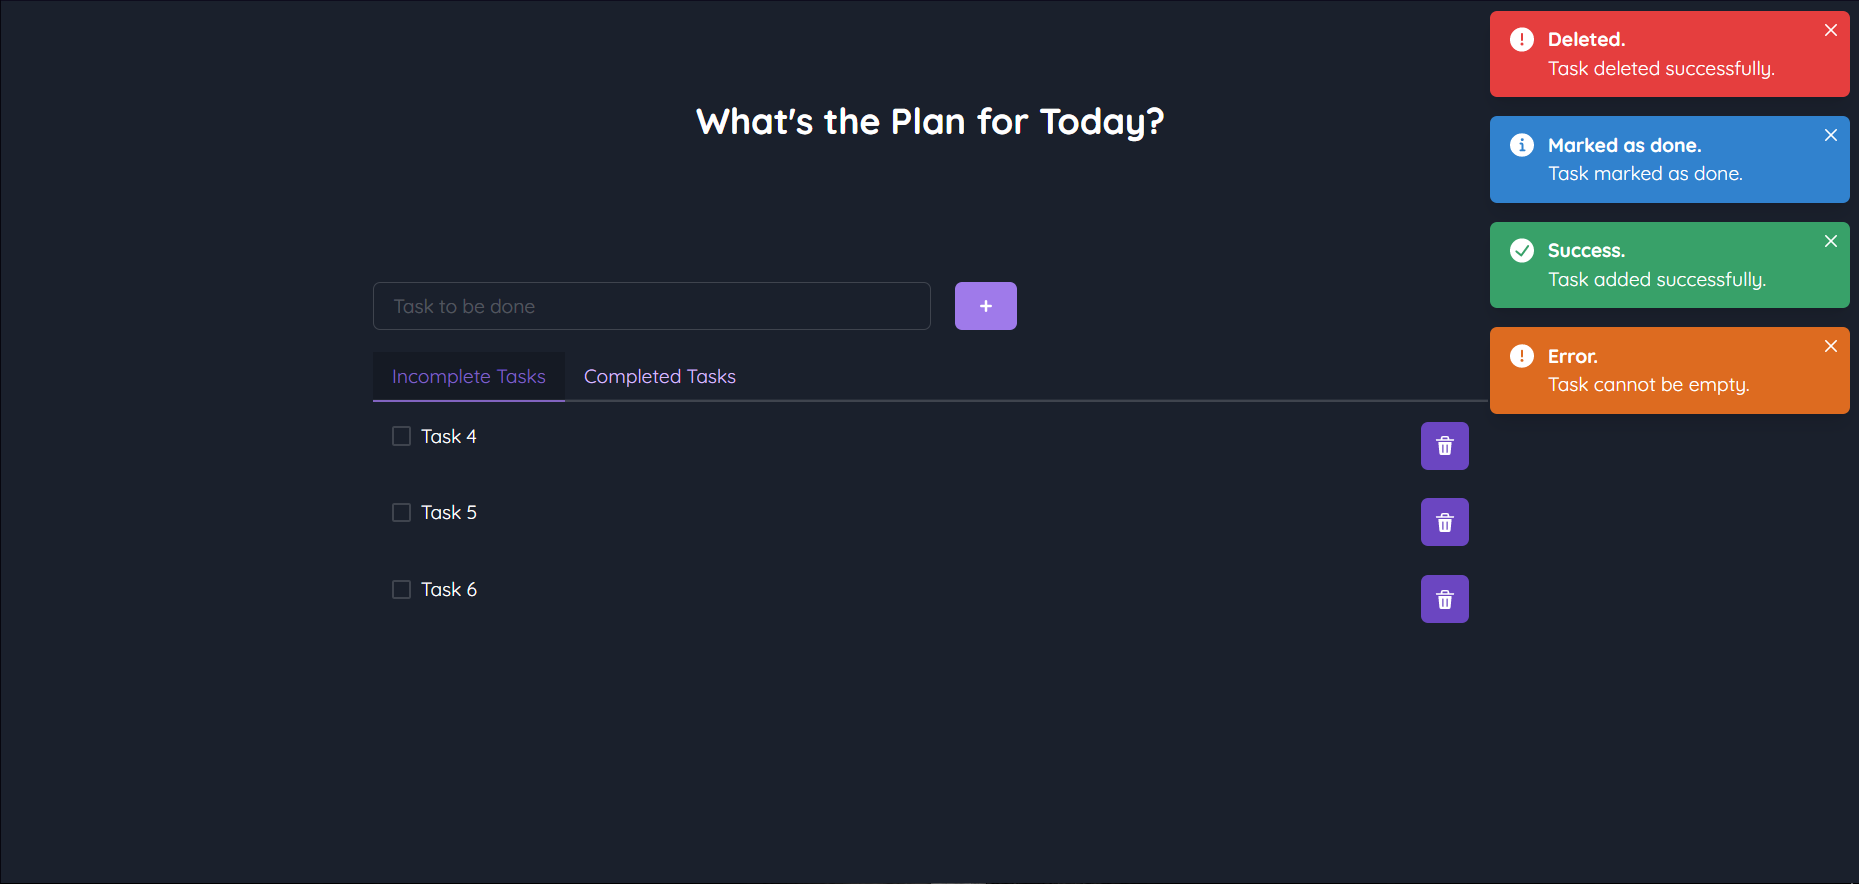 What's the Plan for Today?
+
Incomplete Tasks
Completed Tasks
Task to be done
Task 4
Task 5
Task 6
Deleted.
Task deleted successfully.
Marked as done.
Task marked as done.
Success.
Task added successfully.
Error.
Task cannot be empty.